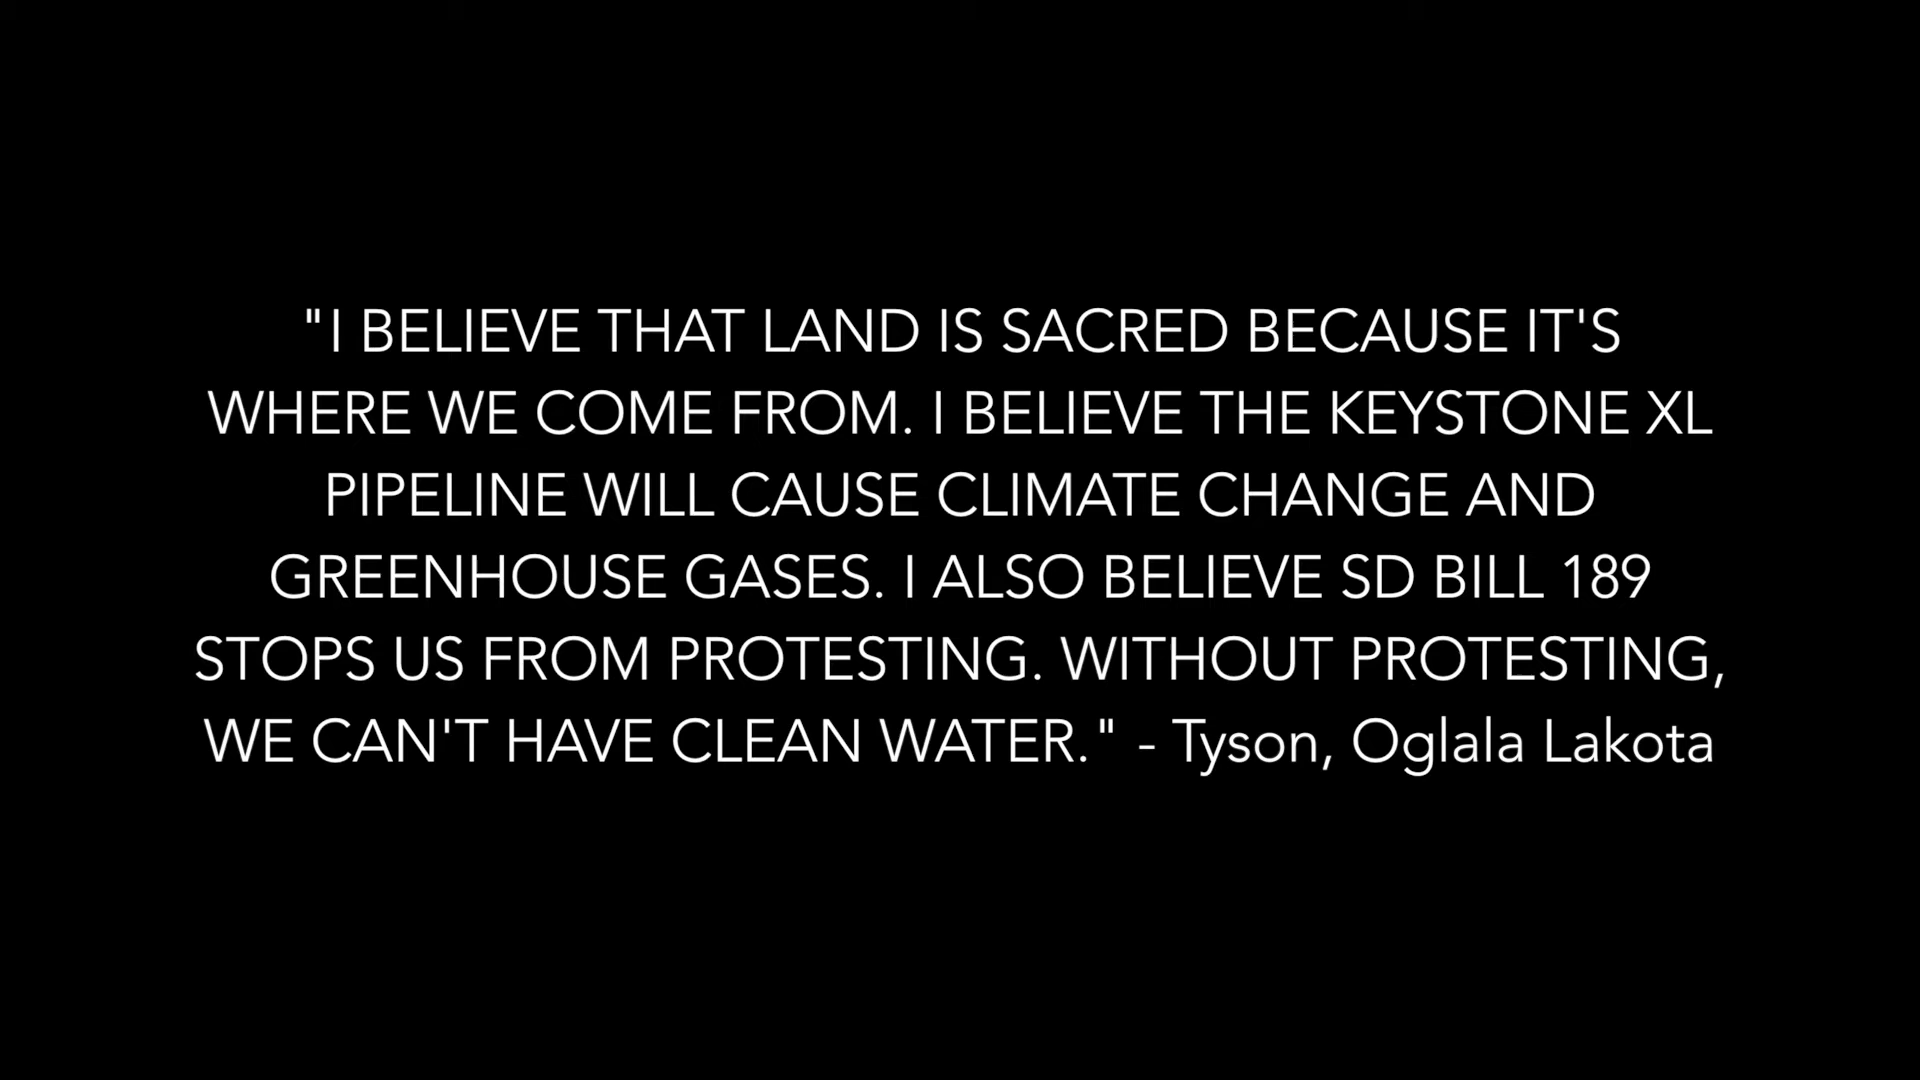 "I BELIEVE THAT LAND IS SACRED BECAUSE IT'S
WHERE WE COME FROM. I BELIEVE THE KEYSTONE XL
PIPELINE WILL CAUSE CLIMATE CHANGE AND
GREENHOUSE GASES. I ALSO BELIEVE SD BILL 189
STOPS US FROM PROTESTING. WITHOUT PROTESTING,
WE CAN'T HAVE CLEAN WATER." - Tyson, Oglala Lakota